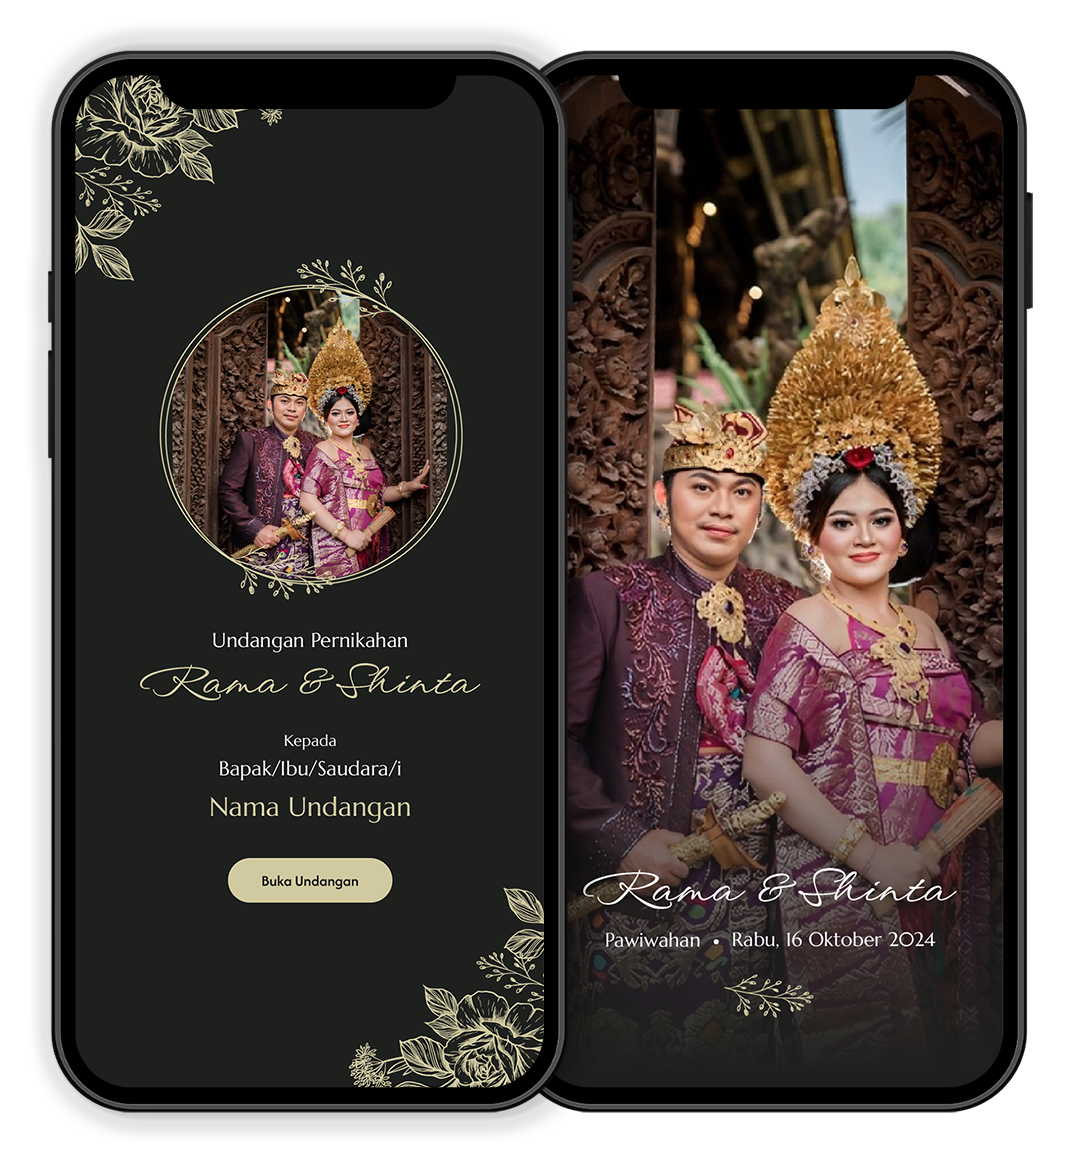 Undangan Pernikahan
Rama & Shinta
Kepada
Bapak/Ibu/Saudara/i
Nama Undangan
Buka Undangan
Rama & Shinta
Pawiwahan • Rabu, 16 Oktober 2024